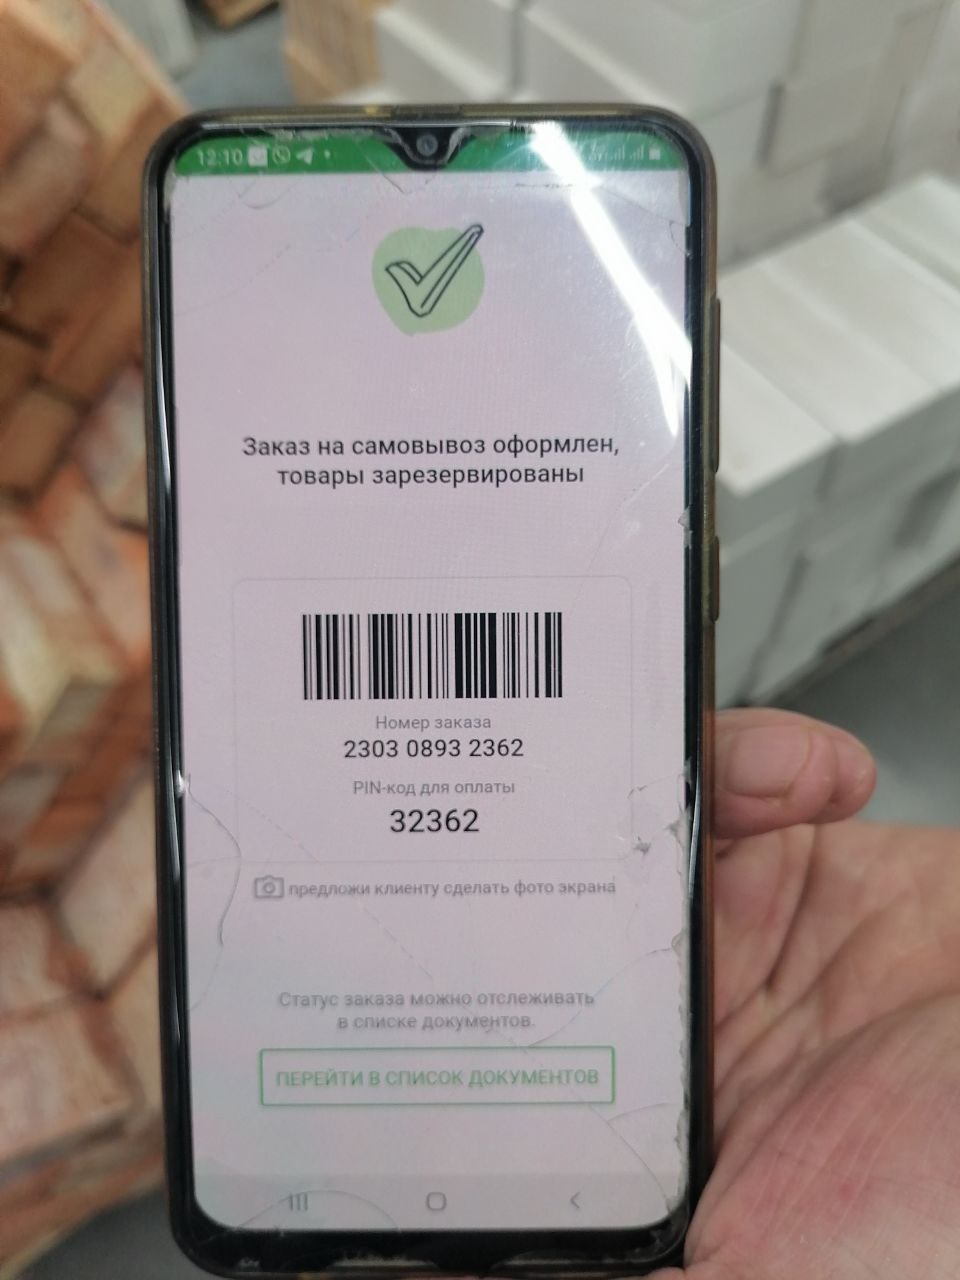 12:10
Заказ на самовывоз оформлен,
товары зарезервированы
Номер заказа
2303 0893 2362
PIN-код для оплаты
32362
предложи клиенту сделать фото экрана
Статус заказа можно отслеживать
в списке документов.
ПЕРЕЙТИ В СПИСОК ДОКУМЕНТОВ